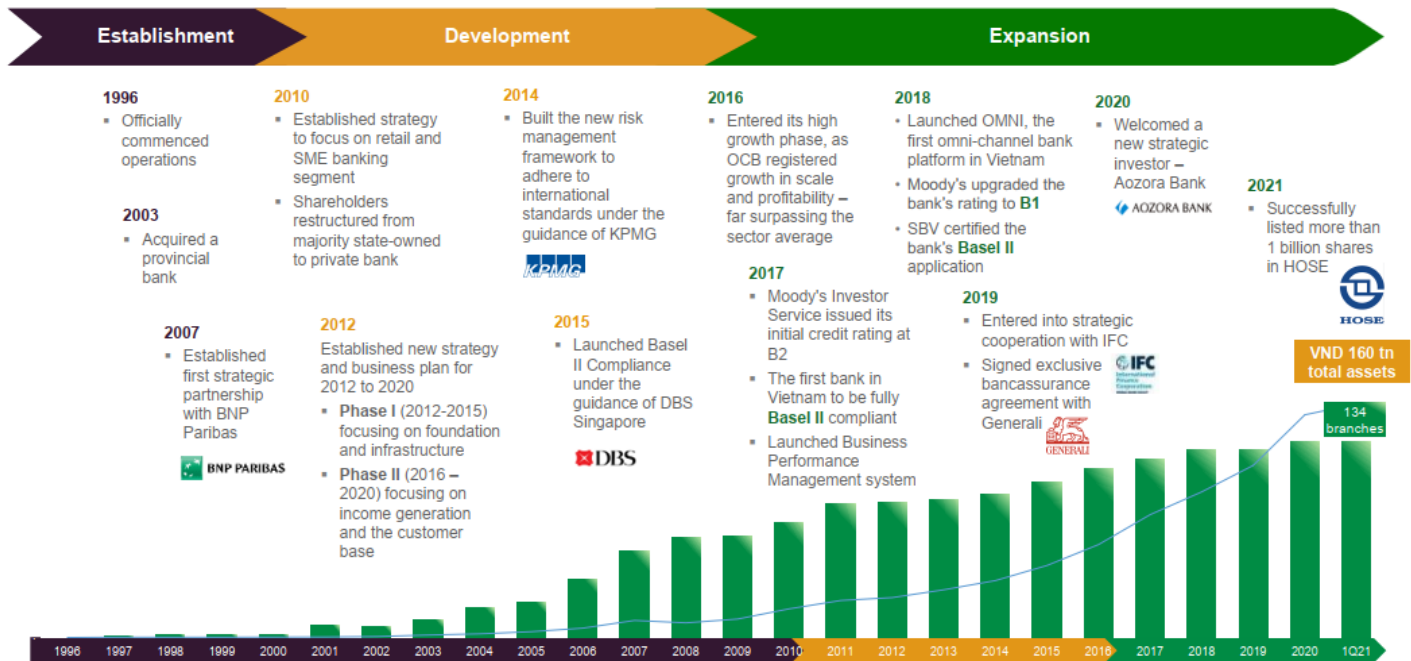 Establishment
Development
Expansion
1996
▪ Officially
commenced
operations
2003
▪ Acquired a
provincial
bank
2007
▪ Established
first strategic
partnership
with BNP
Paribas
BNP PARIBAS
2010
▪ Established strategy
to focus on retail and
SME banking
segment
▪ Shareholders
restructured from
majority state-owned
to private bank
2012
Established new strategy
and business plan for
2012 to 2020
▪ Phase I (2012-2015)
focusing on foundation
and infrastructure
▪ Phase II (2016 –
2020) focusing on
income generation
and the customer
base
2014
▪ Built the new risk
management
framework to
adhere to
international
standards under the
guidance of KPMG
KPMG
2015
▪ Launched Basel
II Compliance
under the
guidance of DBS
Singapore
DBS
2016
▪ Entered its high
growth phase, as
OCB registered
growth in scale
and profitability –
far surpassing the
sector average
2017
▪ Moody's Investor
Service issued its
initial credit rating at
B2
▪ The first bank in
Vietnam to be fully
Basel II compliant
▪ Launched Business
Performance
Management system
2018
• Launched OMNI, the
first omni-channel bank
platform in Vietnam
• Moody's upgraded the
bank's rating to B1
• SBV certified the
bank's Basel II
application
2019
▪ Entered into strategic
cooperation with IFC
▪ Signed exclusive
bancassurance
agreement with
Generali
IFC
International
Finance
Corporation
GENERALI
2020
▪ Welcomed a
new strategic
investor –
Aozora Bank
AOZORA BANK
2021
▪ Successfully
listed more than
1 billion shares
in HOSE
HOSE
VND 160 tn
total assets
134
branches
1996 1997 1998 1999 2000 2001 2002 2003 2004 2005 2006 2007 2008 2009 2010 2011 2012 2013 2014 2015 2016 2017 2018 2019 2020 1Q21